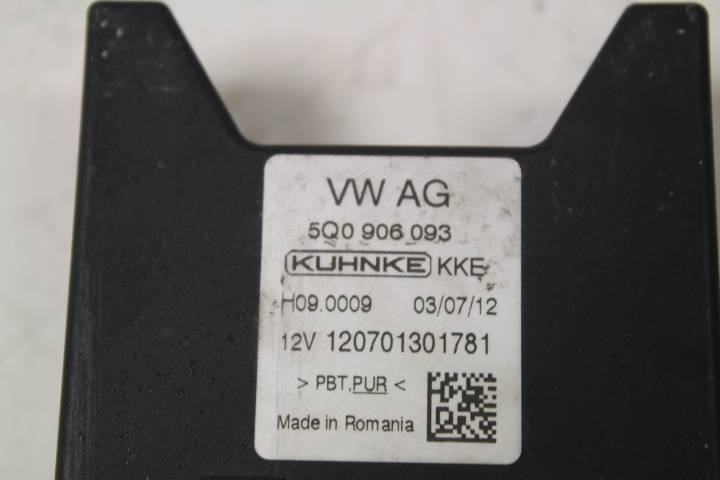 VW AG
5Q0 906 093
KUHNKE KKE
H09.0009 03/07/12
12V 120701301781
> PBT,PUR <
Made in Romania